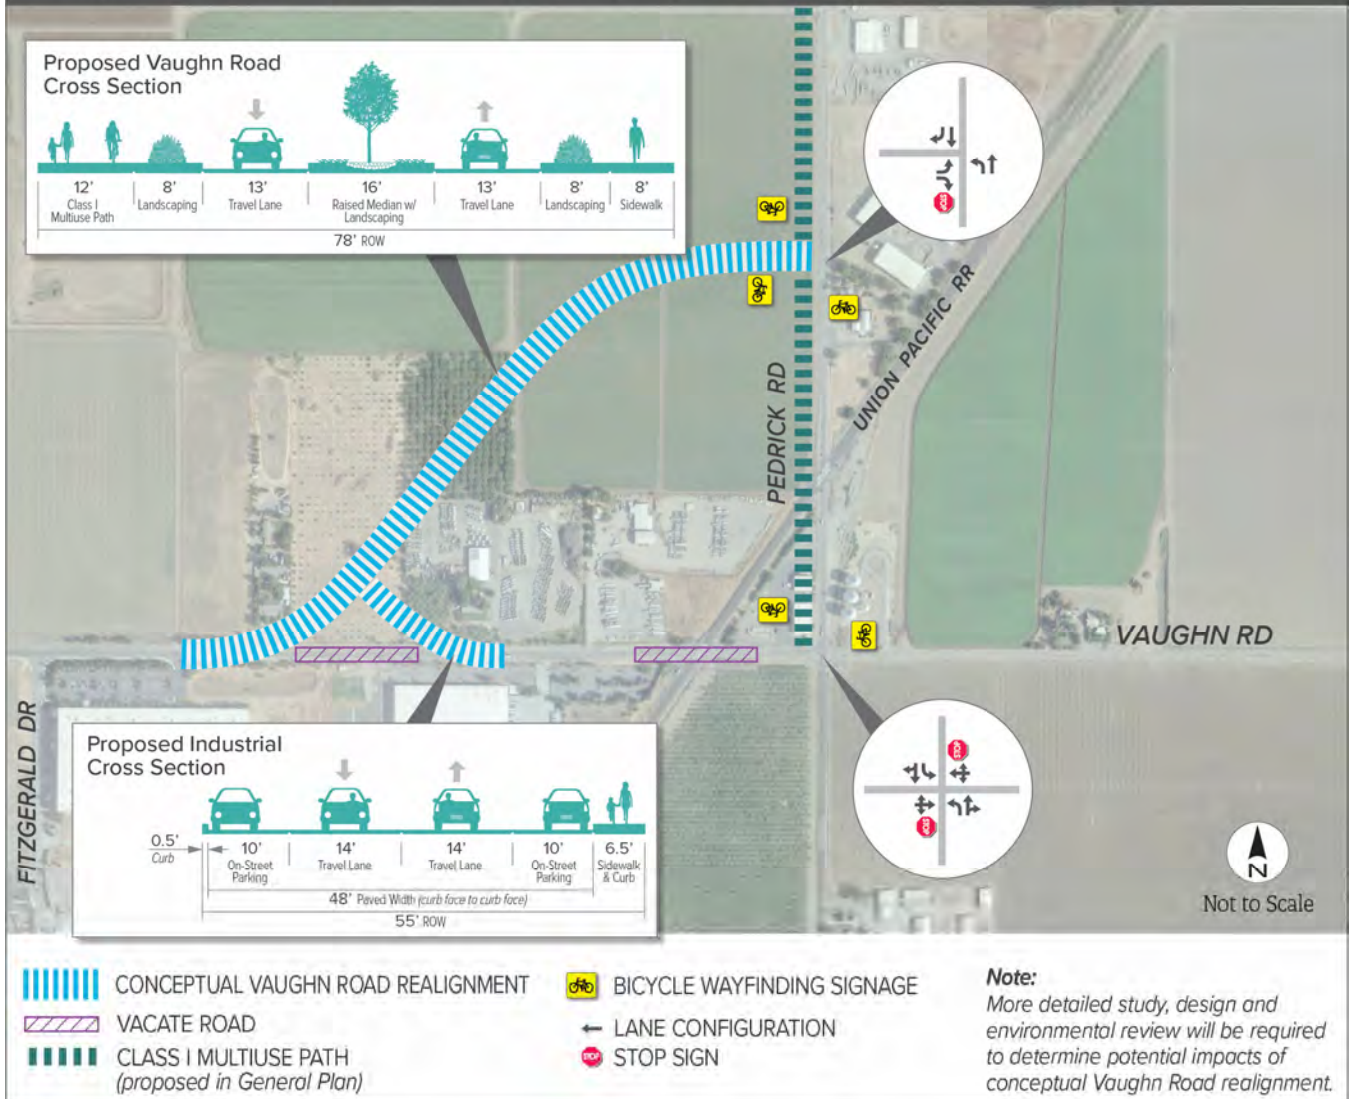 Proposed Vaughn Road
Cross Section
12' 8' 13' 16' 13' 8' 8'
Class I
Multiuse Path
Landscaping
Travel Lane
Raised Median w/
Landscaping
Travel Lane
Landscaping
Sidewalk
78' ROW
STOP
UNION PACIFIC RR
PEDRICK RD
VAUGHN RD
FITZGERALD DR
Proposed Industrial
Cross Section
0.5'
Curb
10' 14' 14' 10' 6.5'
On-Street
Parking
Travel Lane
Travel Lane
On-Street
Parking
Sidewalk
& Curb
48' Paved Width (curb face to curb face)
55' ROW
STOP
STOP
N
Not to Scale
CONCEPTUAL VAUGHN ROAD REALIGNMENT
VACATE ROAD
CLASS I MULTIUSE PATH
(proposed in General Plan)
BICYCLE WAYFINDING SIGNAGE
LANE CONFIGURATION
STOP
STOP SIGN
Note:
More detailed study, design and
environmental review will be required
to determine potential impacts of
conceptual Vaughn Road realignment.